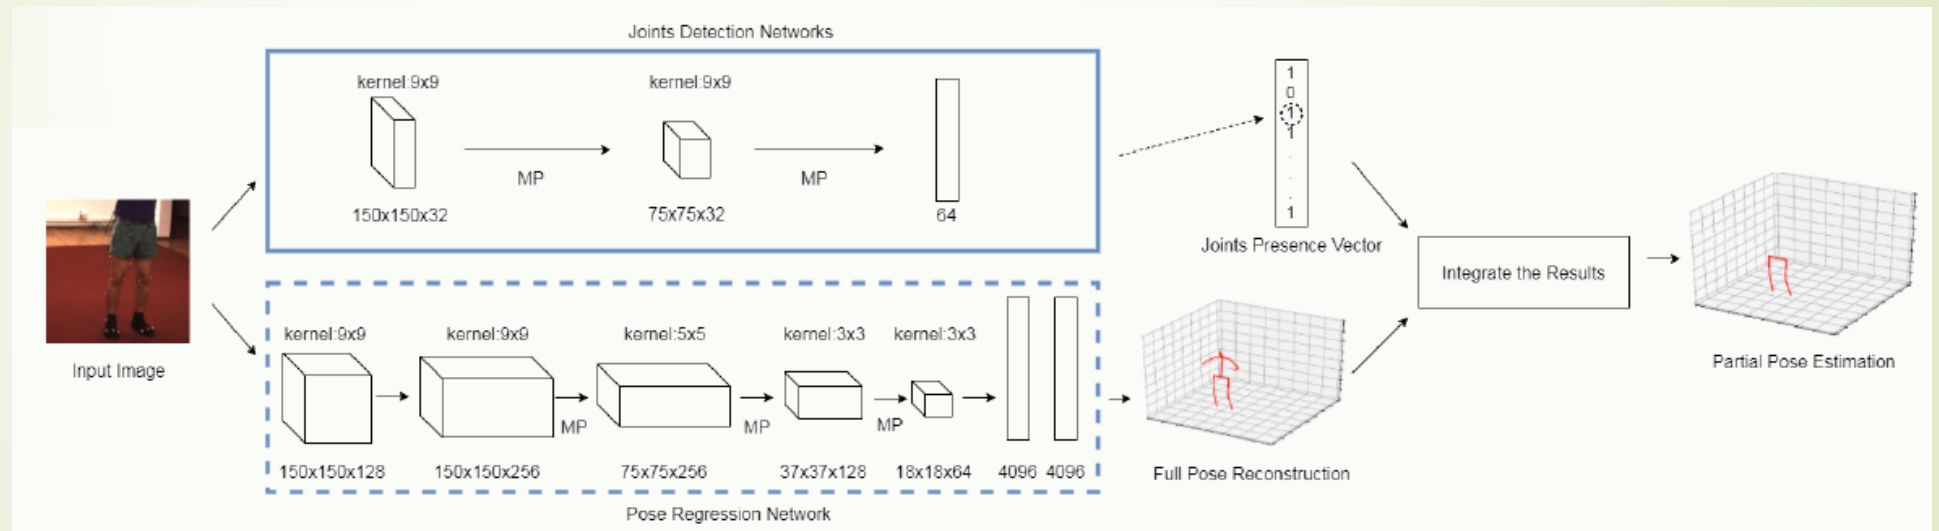 Joints Detection Networks
kernel:9x9
kernel:9x9
MP
MP
150x150x32
75x75x32
64
1
0
1
1
.
.
.
1
Joints Presence Vector
Input Image
kernel:9x9
kernel:9x9
kernel:5x5
kernel:3x3
kernel:3x3
MP
MP
MP
150x150x128
150x150x256
75x75x256
37x37x128
18x18x64
4096
4096
Pose Regression Network
Full Pose Reconstruction
Integrate the Results
Partial Pose Estimation